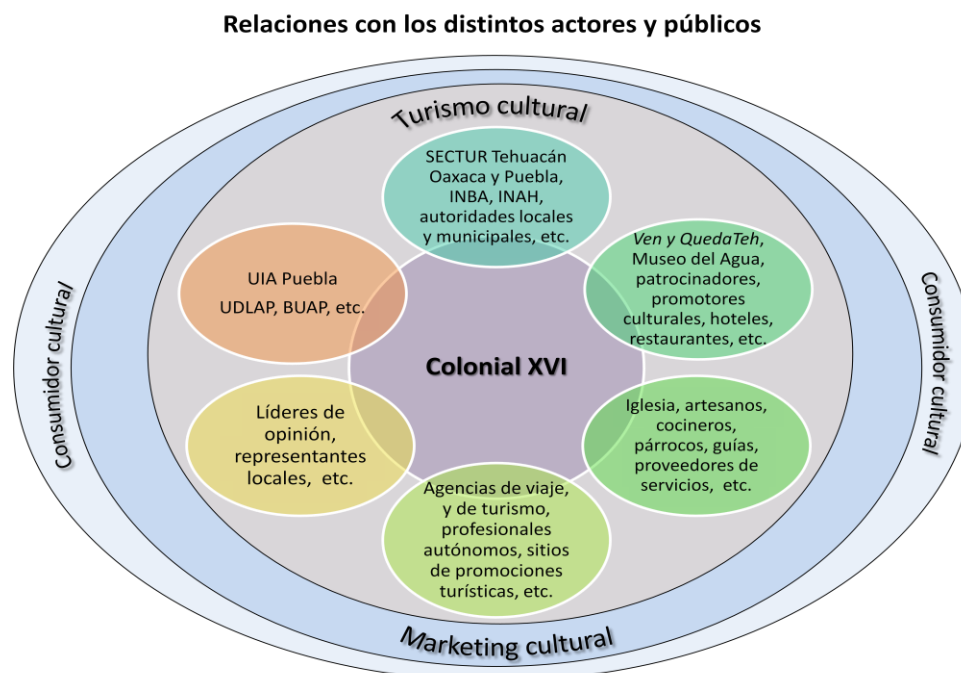 Relaciones con los distintos actores y públicos
Turismo cultural
SECTUR Tehuacán
Oaxaca y Puebla,
INBA, INAH,
autoridades locales
y municipales, etc.
Ven y QuedaTeh,
Museo del Agua,
patrocinadores,
promotores
culturales, hoteles,
restaurantes, etc.
UIA Puebla
UDLAP, BUAP, etc.
Consumidor cultural
Consumidor cultural
Colonial XVI
Líderes de
opinión,
representantes
locales, etc.
Iglesia, artesanos,
cocineros,
párrocos, guías,
proveedores de
servicios, etc.
Agencias de viaje,
y de turismo,
profesionales
autónomos, sitios
de promociones
turísticas, etc.
Marketing cultural